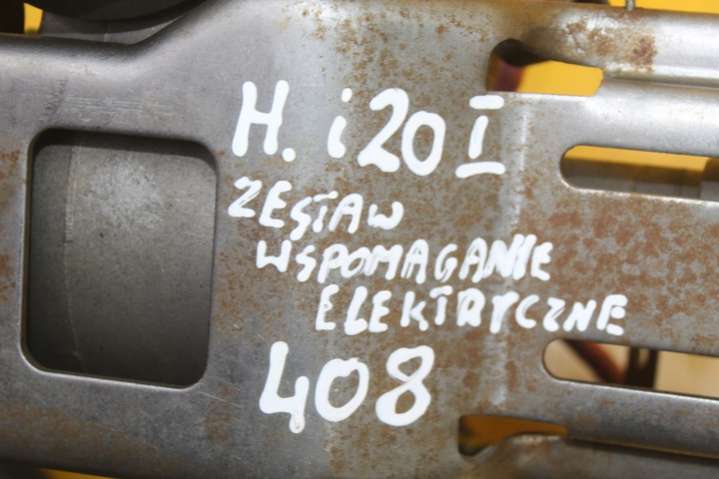 H. i20 I
ZESTAW
WSPOMAGANIE
ELEKTRYCZNE
408